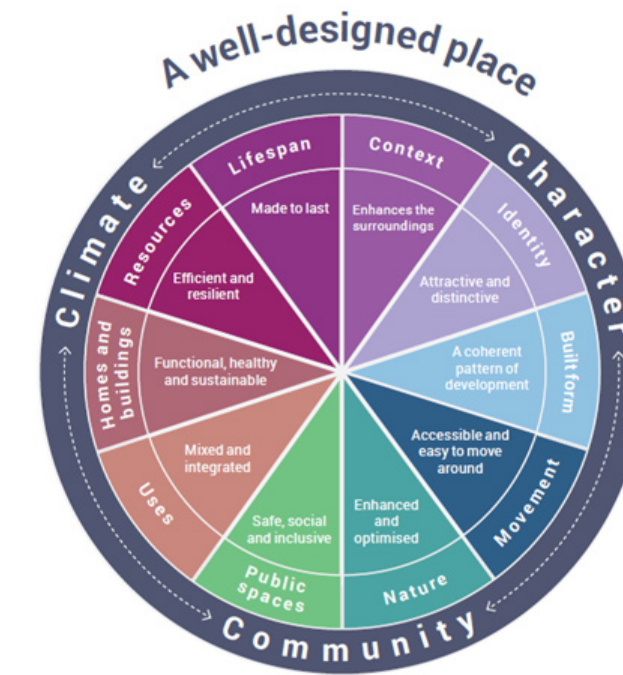 A well-designed place
Climate
Character
Community
Context
Enhances the
surroundings
Identity
Attractive and
distinctive
Built form
A coherent
pattern of
development
Movement
Accessible and
easy to move
around
Nature
Enhanced
and
optimised
Public
spaces
Safe, social
and inclusive
Uses
Mixed and
integrated
Homes and
buildings
Functional, healthy
and sustainable
Resources
Efficient and
resilient
Lifespan
Made to last